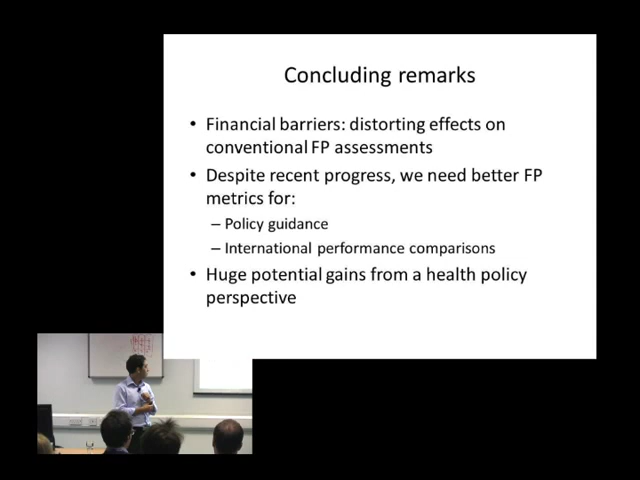 Concluding remarks
• Financial barriers: distorting effects on
conventional FP assessments
• Despite recent progress, we need better FP
metrics for:
– Policy guidance
– International performance comparisons
• Huge potential gains from a health policy
perspective